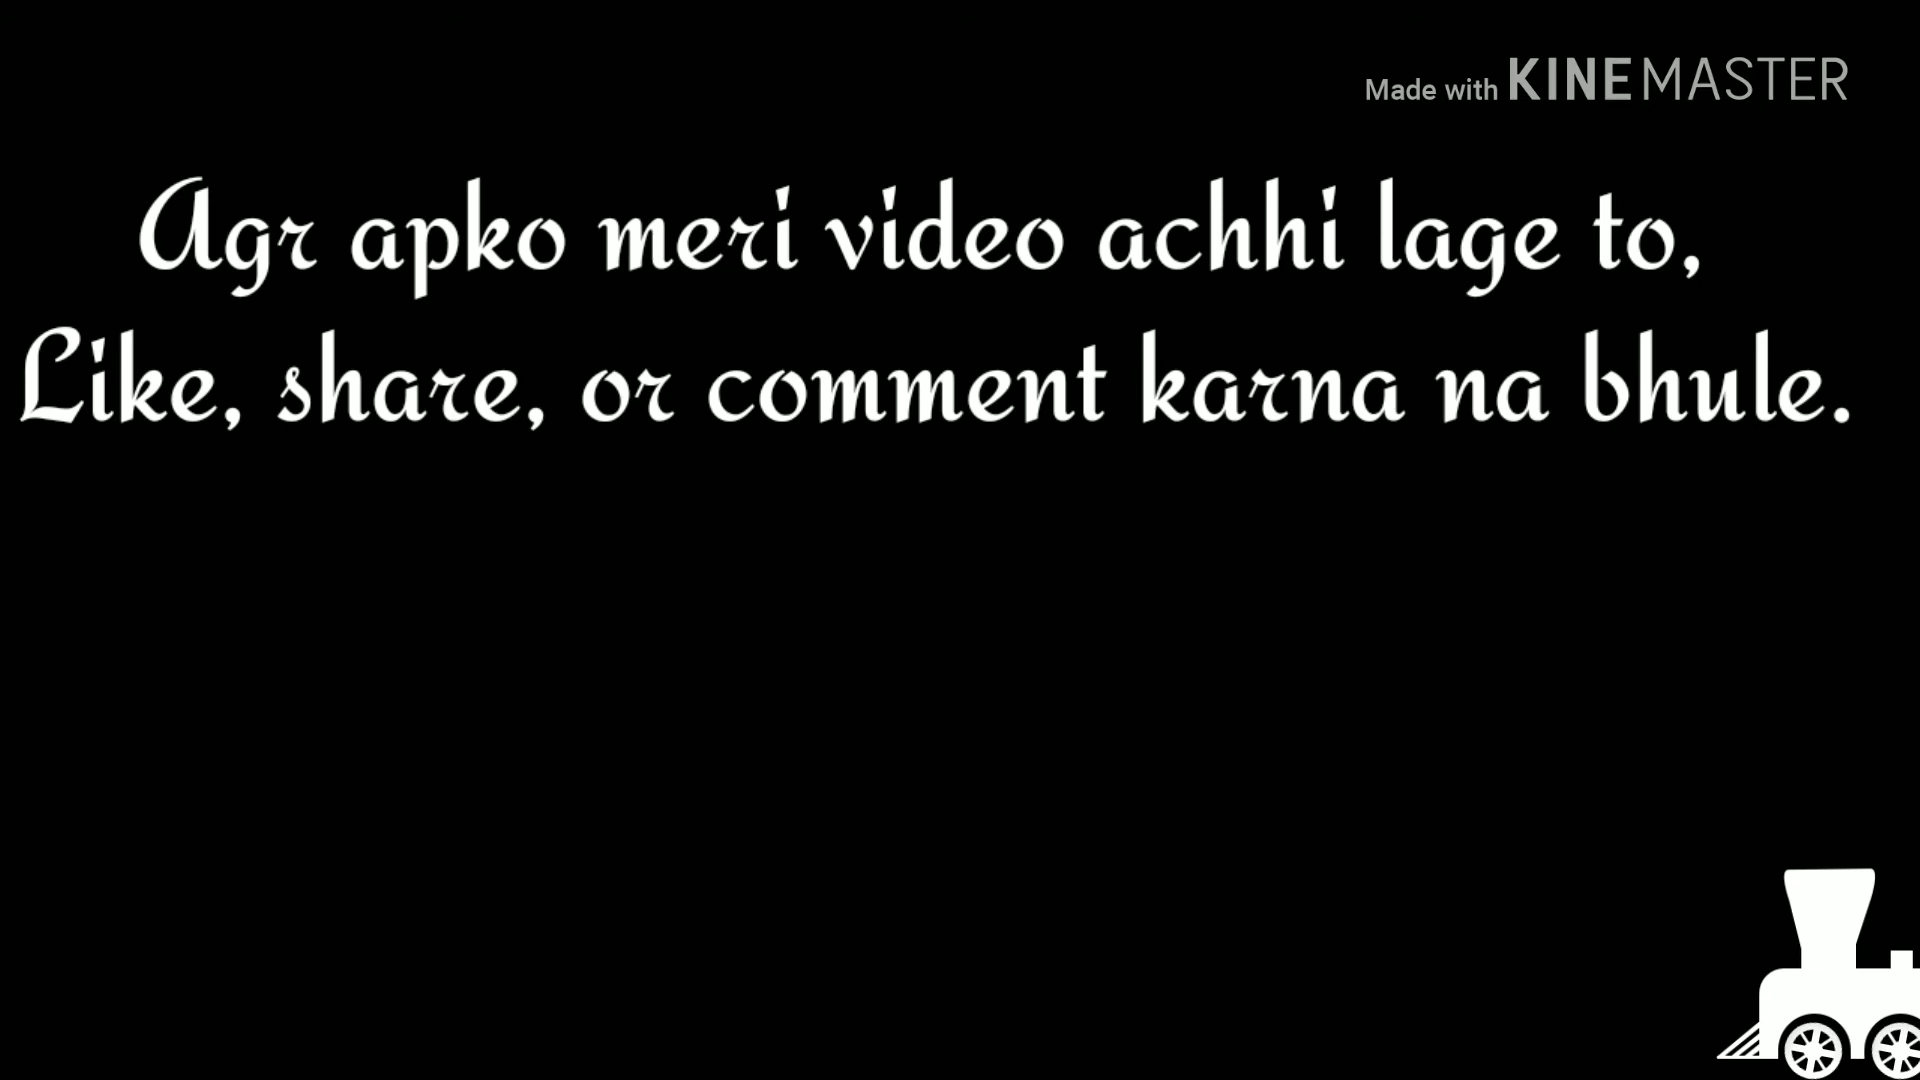 Made with KINEMASTER
Agr apko meri video achhi lage to,
Like, share, or comment karna na bhule.